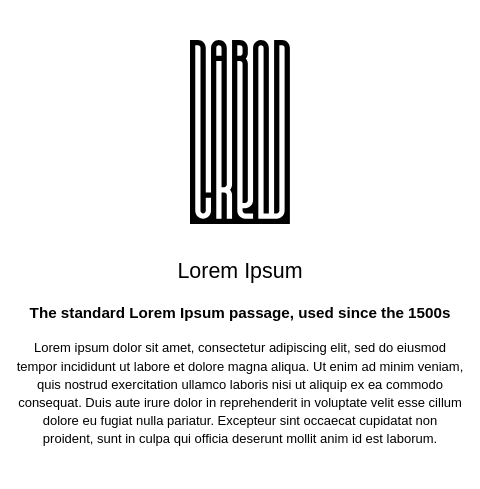 DAROD
Lorem Ipsum
The standard Lorem Ipsum passage, used since the 1500s
Lorem ipsum dolor sit amet, consectetur adipiscing elit, sed do eiusmod
tempor incididunt ut labore et dolore magna aliqua. Ut enim ad minim veniam,
quis nostrud exercitation ullamco laboris nisi ut aliquip ex ea commodo
consequat. Duis aute irure dolor in reprehenderit in voluptate velit esse cillum
dolore eu fugiat nulla pariatur. Excepteur sint occaecat cupidatat non
proident, sunt in culpa qui officia deserunt mollit anim id est laborum.